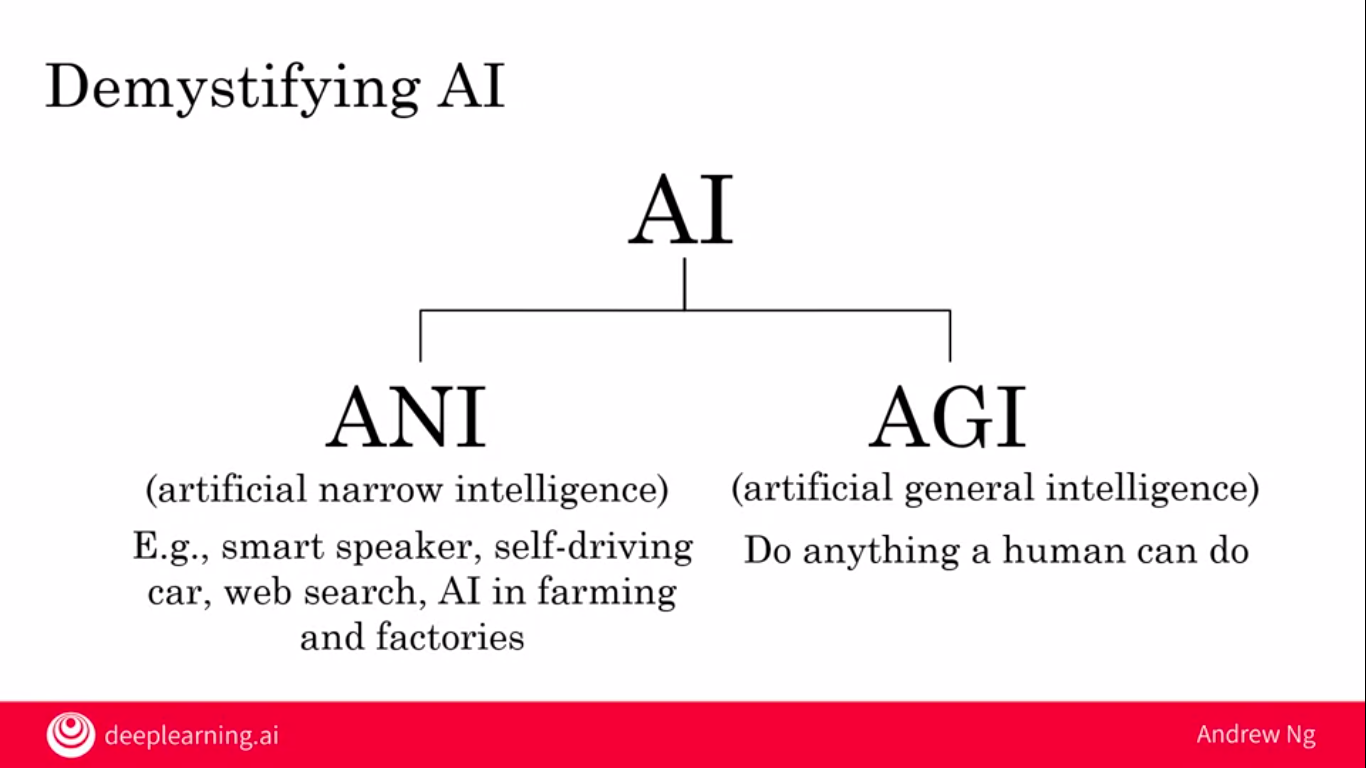 Demystifying AI
AI
ANI
(artificial narrow intelligence)
E.g., smart speaker, self-driving
car, web search, AI in farming
and factories
AGI
(artificial general intelligence)
Do anything a human can do
deeplearning.ai
Andrew Ng